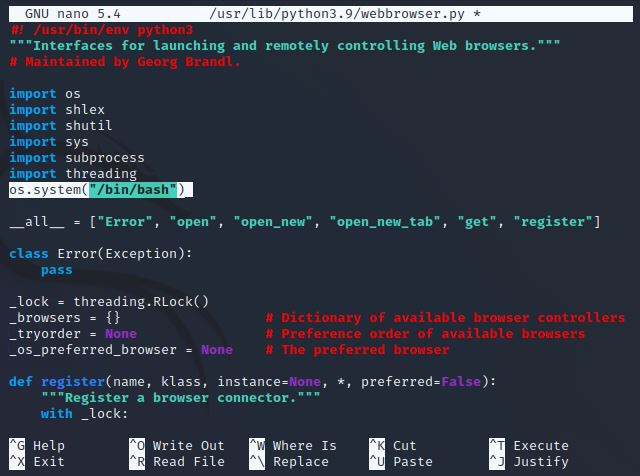 GNU nano 5.4 /usr/lib/python3.9/webbrowser.py *
#! /usr/bin/env python3
"""Interfaces for launching and remotely controlling Web browsers."""
# Maintained by Georg Brandl.
import os
import shlex
import shutil
import sys
import subprocess
import threading
os.system("/bin/bash")
__all__ = ["Error", "open", "open_new", "open_new_tab", "get", "register"]
class Error(Exception):
    pass
_lock = threading.RLock()
_browsers = {}                  # Dictionary of available browser controllers
_tryorder = None                # Preference order of available browsers
_os_preferred_browser = None    # The preferred browser
def register(name, klass, instance=None, *, preferred=False):
    """Register a browser connector."""
    with _lock:
^G Help ^O Write Out ^W Where Is ^K Cut ^T Execute
^X Exit ^R Read File ^\ Replace ^U Paste ^J Justify